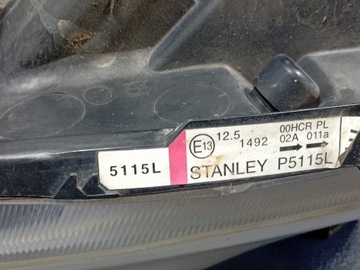 00HCR PL
E13 12.5 1492 02A 011a
5115L STANLEY P5115L